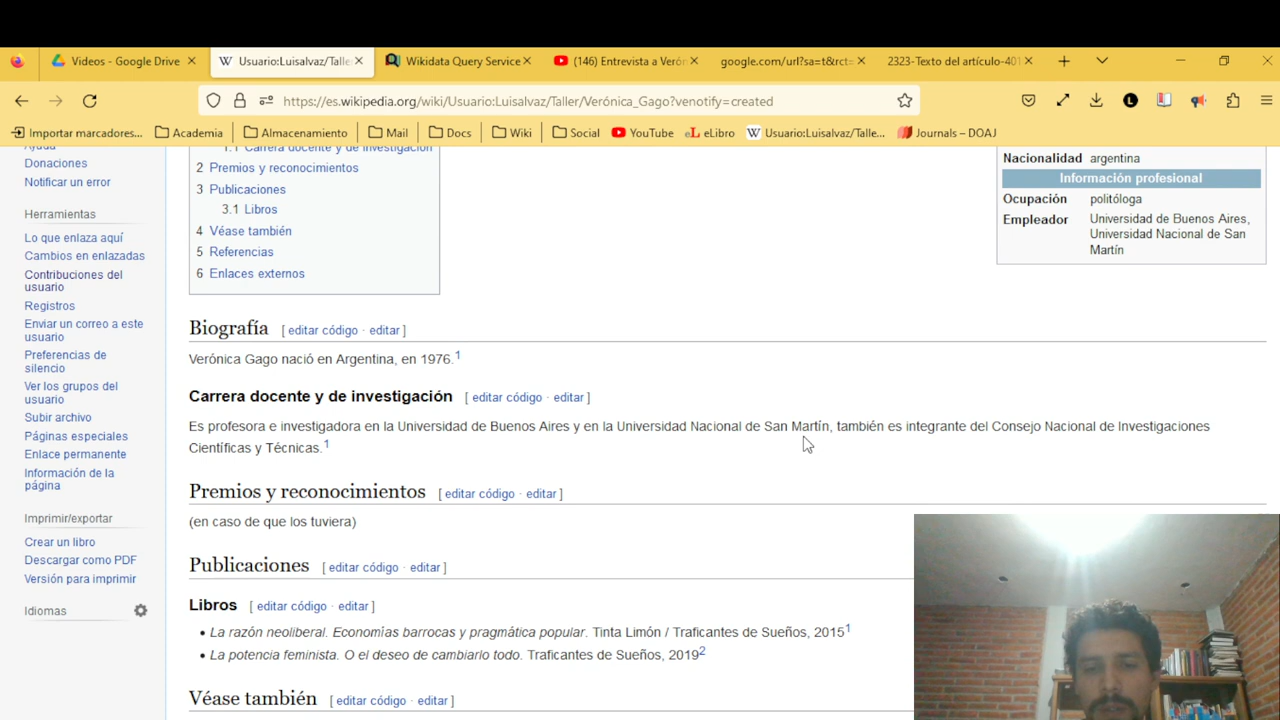 Videos - Google Drive
Usuario:Luisalvaz/Talle
Wikidata Query Service
(146) Entrevista a Veró
google.com/url?sa=t&rct=
2323-Texto del artículo-401
https://es.wikipedia.org/wiki/Usuario:Luisalvaz/Taller/Verónica_Gago?venotify=created
Importar marcadores...
Academia
Almacenamiento
Mail
Docs
Wiki
Social
YouTube
eLibro
Usuario:Luisalvaz/Talle...
Journals – DOAJ
Ayuda
Donaciones
Notificar un error
Herramientas
Lo que enlaza aquí
Cambios en enlazadas
Contribuciones del
usuario
Registros
Enviar un correo a este
usuario
Preferencias de
silencio
Ver los grupos del
usuario
Subir archivo
Páginas especiales
Enlace permanente
Información de la
página
Imprimir/exportar
Crear un libro
Descargar como PDF
Versión para imprimir
Idiomas
1.1 Carrera docente y de investigación
2 Premios y reconocimientos
3 Publicaciones
3.1 Libros
4 Véase también
5 Referencias
6 Enlaces externos
Nacionalidad argentina
Información profesional
Ocupación politóloga
Empleador Universidad de Buenos Aires,
Universidad Nacional de San
Martín
Biografía [ editar código · editar ]
Verónica Gago nació en Argentina, en 1976.1
Carrera docente y de investigación [ editar código · editar ]
Es profesora e investigadora en la Universidad de Buenos Aires y en la Universidad Nacional de San Martín, también es integrante del Consejo Nacional de Investigaciones
Científicas y Técnicas.1
Premios y reconocimientos [ editar código · editar ]
(en caso de que los tuviera)
Publicaciones [ editar código · editar ]
Libros [ editar código · editar ]
• La razón neoliberal. Economías barrocas y pragmática popular. Tinta Limón / Traficantes de Sueños, 20151
• La potencia feminista. O el deseo de cambiarlo todo. Traficantes de Sueños, 20192
Véase también [ editar código · editar ]